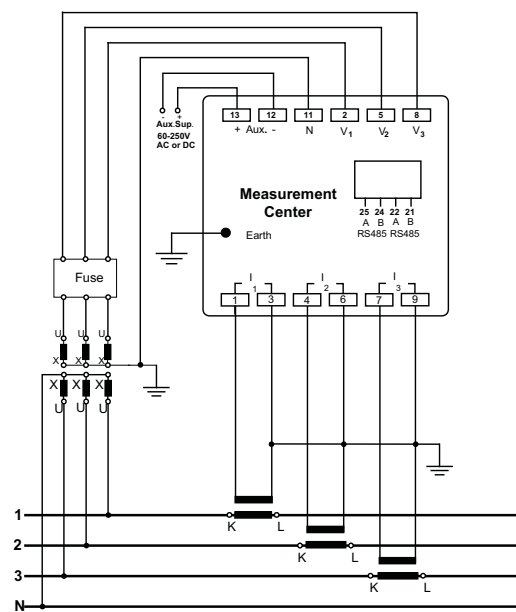 13 12 11 2 5 8
- +
Aux.Sup.
60-250V
AC or DC
+ Aux. - N V1 V2 V3
Measurement
Center
25 24 22 21
A B A B
RS485 RS485
Earth
Fuse
I I I
1 2 3
1 3 4 6 7 9
U U U
X X X
X X X
U U U
1
K L
2
K L
3
K L
N